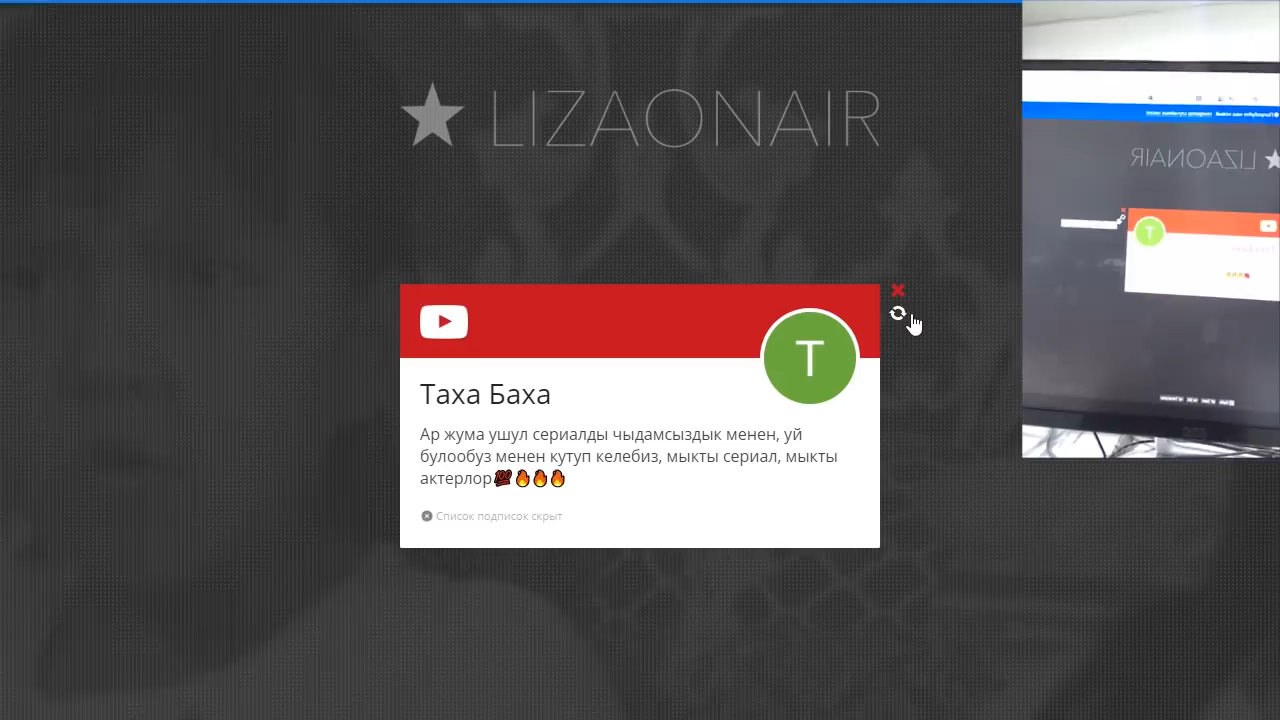 LIZAONAIR
T
Таха Баха
Ар жума ушул сериалды чыдамсыздык менен, уй
булообуз менен кутуп келебиз, мыкты сериал, мыкты
актерлор💯🔥🔥🔥
Список подписок скрыт
LIZAONAIR
T